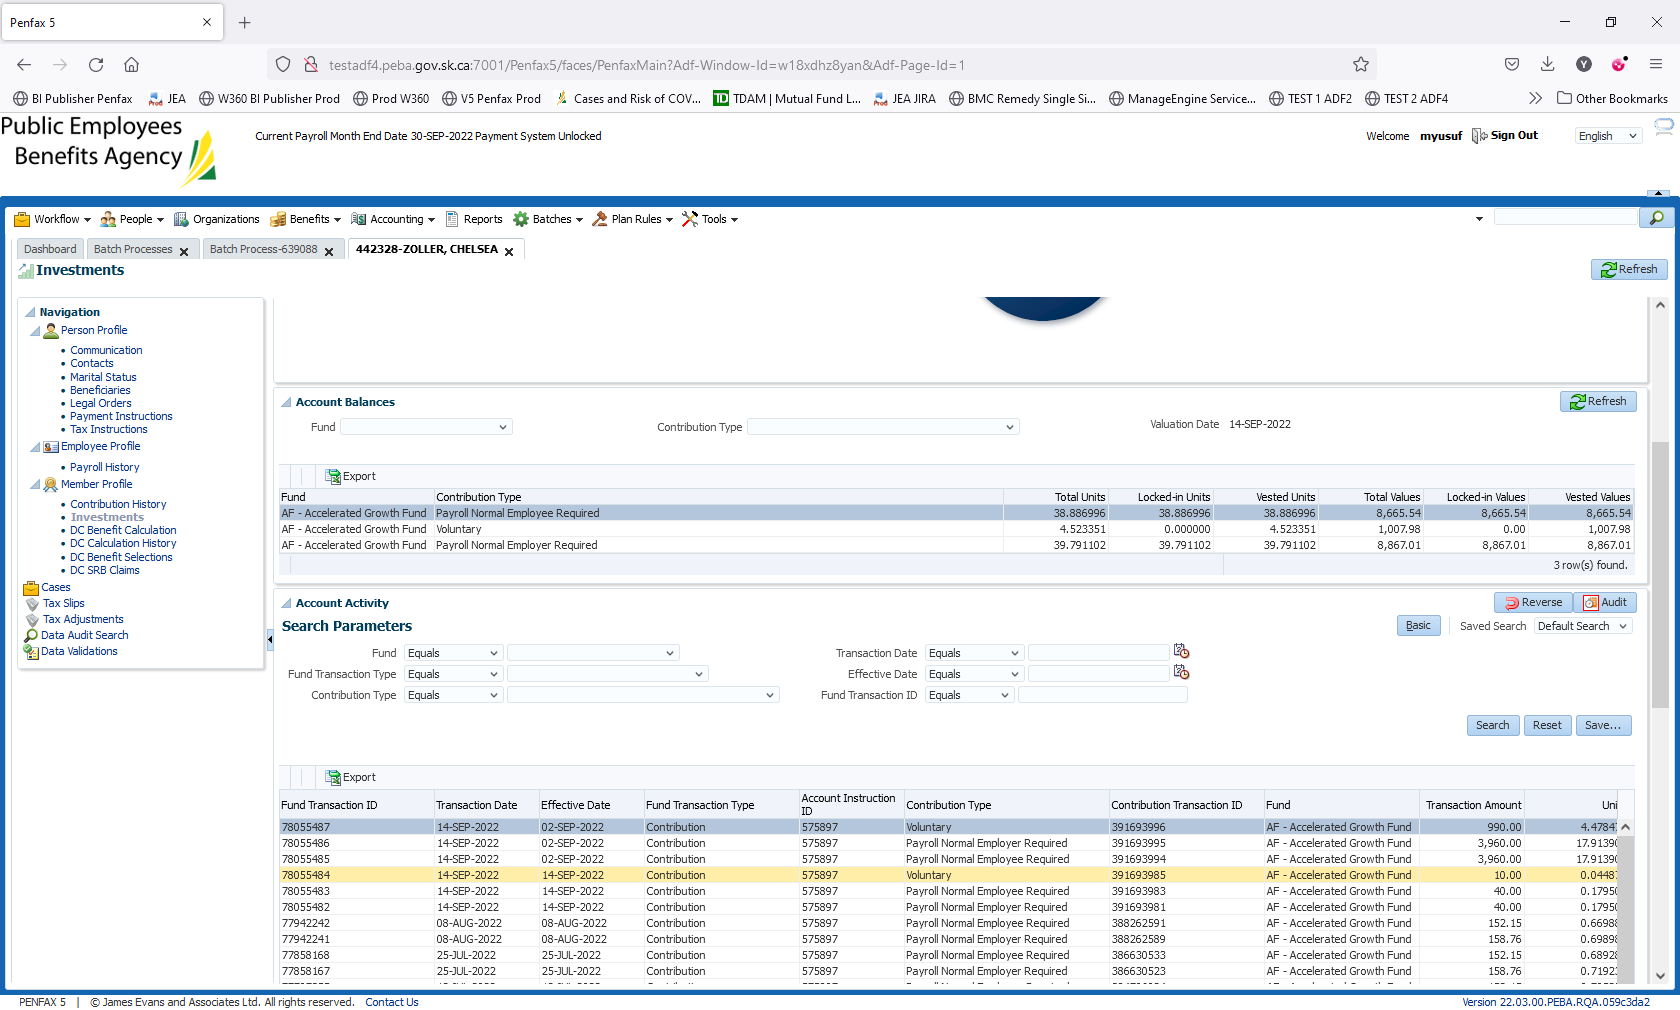 Penfax 5
testadf4.peba.gov.sk.ca:7001/Penfax5/faces/PenfaxMain?Adf-Window-Id=w18xdhz8yan&Adf-Page-Id=1
BI Publisher Penfax JEA W360 BI Publisher Prod Prod W360 V5 Penfax Prod Cases and Risk of COV... TDAM | Mutual Fund L... JEA JIRA BMC Remedy Single Si... ManageEngine Service... TEST 1 ADF2 TEST 2 ADF4 Other Bookmarks
Public Employees
Benefits Agency
Current Payroll Month End Date 30-SEP-2022 Payment System Unlocked
Welcome myusuf Sign Out English
Workflow People Organizations Benefits Accounting Reports Batches Plan Rules Tools
Dashboard Batch Processes Batch Process-639088 442328-ZOLLER, CHELSEA
Investments
Refresh
Navigation
Person Profile
Communication
Contacts
Marital Status
Beneficiaries
Legal Orders
Payment Instructions
Tax Instructions
Employee Profile
Payroll History
Member Profile
Contribution History
Investments
DC Benefit Calculation
DC Calculation History
DC Benefit Selections
DC SRB Claims
Cases
Tax Slips
Tax Adjustments
Data Audit Search
Data Validations
Account Balances
Refresh
Fund Contribution Type Valuation Date 14-SEP-2022
Export
Fund Contribution Type Total Units Locked-in Units Vested Units Total Values Locked-in Values Vested Values
AF - Accelerated Growth Fund Payroll Normal Employee Required 38.886996 38.886996 38.886996 8,665.54 8,665.54 8,665.54
AF - Accelerated Growth Fund Voluntary 4.523351 0.000000 4.523351 1,007.98 0.00 1,007.98
AF - Accelerated Growth Fund Payroll Normal Employer Required 39.791102 39.791102 39.791102 8,867.01 8,867.01 8,867.01
3 row(s) found.
Account Activity
Reverse Audit
Search Parameters
Basic Saved Search Default Search
Fund Equals Transaction Date Equals
Fund Transaction Type Equals Effective Date Equals
Contribution Type Equals Fund Transaction ID Equals
Search Reset Save...
Export
Fund Transaction ID Transaction Date Effective Date Fund Transaction Type Account Instruction ID Contribution Type Contribution Transaction ID Fund Transaction Amount Uni
78055487 14-SEP-2022 02-SEP-2022 Contribution 575897 Voluntary 391693996 AF - Accelerated Growth Fund 990.00 4.4784
78055486 14-SEP-2022 02-SEP-2022 Contribution 575897 Payroll Normal Employer Required 391693995 AF - Accelerated Growth Fund 3,960.00 17.9139
78055485 14-SEP-2022 02-SEP-2022 Contribution 575897 Payroll Normal Employee Required 391693994 AF - Accelerated Growth Fund 3,960.00 17.9139
78055484 14-SEP-2022 14-SEP-2022 Contribution 575897 Voluntary 391693985 AF - Accelerated Growth Fund 10.00 0.0448
78055483 14-SEP-2022 14-SEP-2022 Contribution 575897 Payroll Normal Employee Required 391693983 AF - Accelerated Growth Fund 40.00 0.1795
78055482 14-SEP-2022 14-SEP-2022 Contribution 575897 Payroll Normal Employer Required 391693981 AF - Accelerated Growth Fund 40.00 0.1795
77942242 08-AUG-2022 08-AUG-2022 Contribution 575897 Payroll Normal Employee Required 388262591 AF - Accelerated Growth Fund 152.15 0.6698
77942241 08-AUG-2022 08-AUG-2022 Contribution 575897 Payroll Normal Employer Required 388262589 AF - Accelerated Growth Fund 158.76 0.6989
77858168 25-JUL-2022 25-JUL-2022 Contribution 575897 Payroll Normal Employee Required 386630533 AF - Accelerated Growth Fund 152.15 0.6892
77858167 25-JUL-2022 25-JUL-2022 Contribution 575897 Payroll Normal Employer Required 386630523 AF - Accelerated Growth Fund 158.76 0.7192
PENFAX 5 | © James Evans and Associates Ltd. All rights reserved. Contact Us
Version 22.03.00.PEBA.RQA.059c3da2